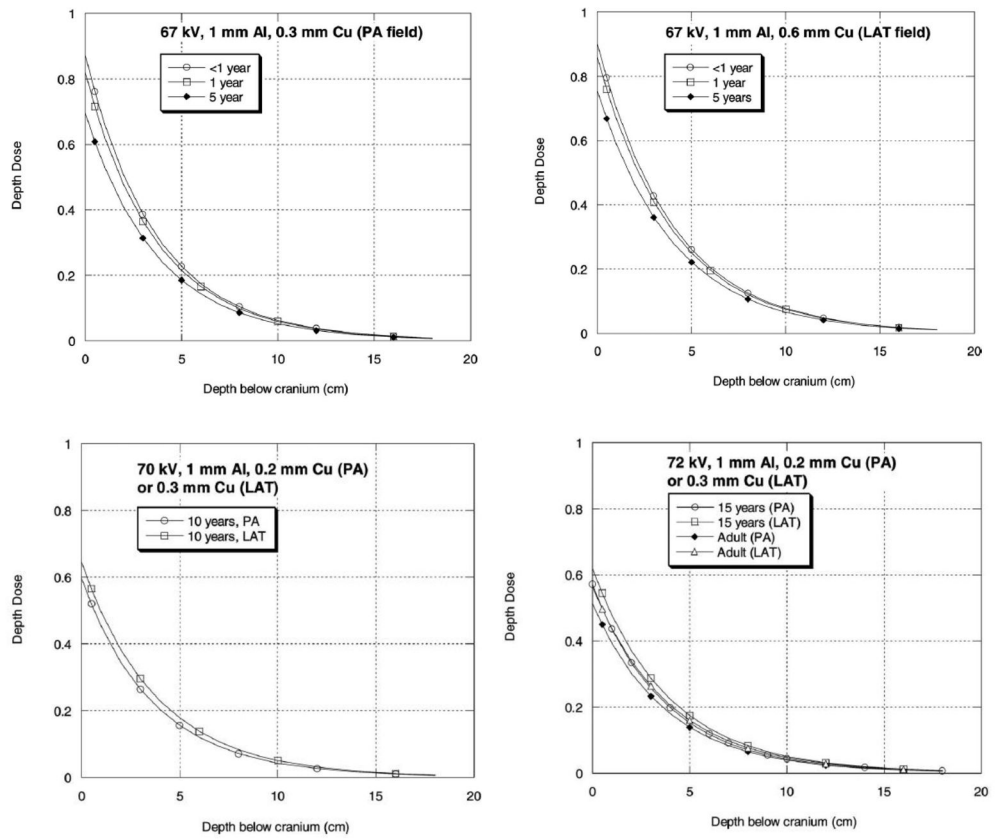 67 kV, 1 mm Al, 0.3 mm Cu (PA field)
<1 year
1 year
5 year
Depth Dose
1
0.8
0.6
0.4
0.2
0
0
5
10
15
20
Depth below cranium (cm)
67 kV, 1 mm Al, 0.6 mm Cu (LAT field)
<1 year
1 year
5 years
Depth Dose
1
0.8
0.6
0.4
0.2
0
0
5
10
15
20
Depth below cranium (cm)
70 kV, 1 mm Al, 0.2 mm Cu (PA)
or 0.3 mm Cu (LAT)
10 years, PA
10 years, LAT
Depth Dose
1
0.8
0.6
0.4
0.2
0
0
5
10
15
20
Depth below cranium (cm)
72 kV, 1 mm Al, 0.2 mm Cu (PA)
or 0.3 mm Cu (LAT)
15 years (PA)
15 years (LAT)
Adult (PA)
Adult (LAT)
Depth Dose
1
0.8
0.6
0.4
0.2
0
0
5
10
15
20
Depth below cranium (cm)